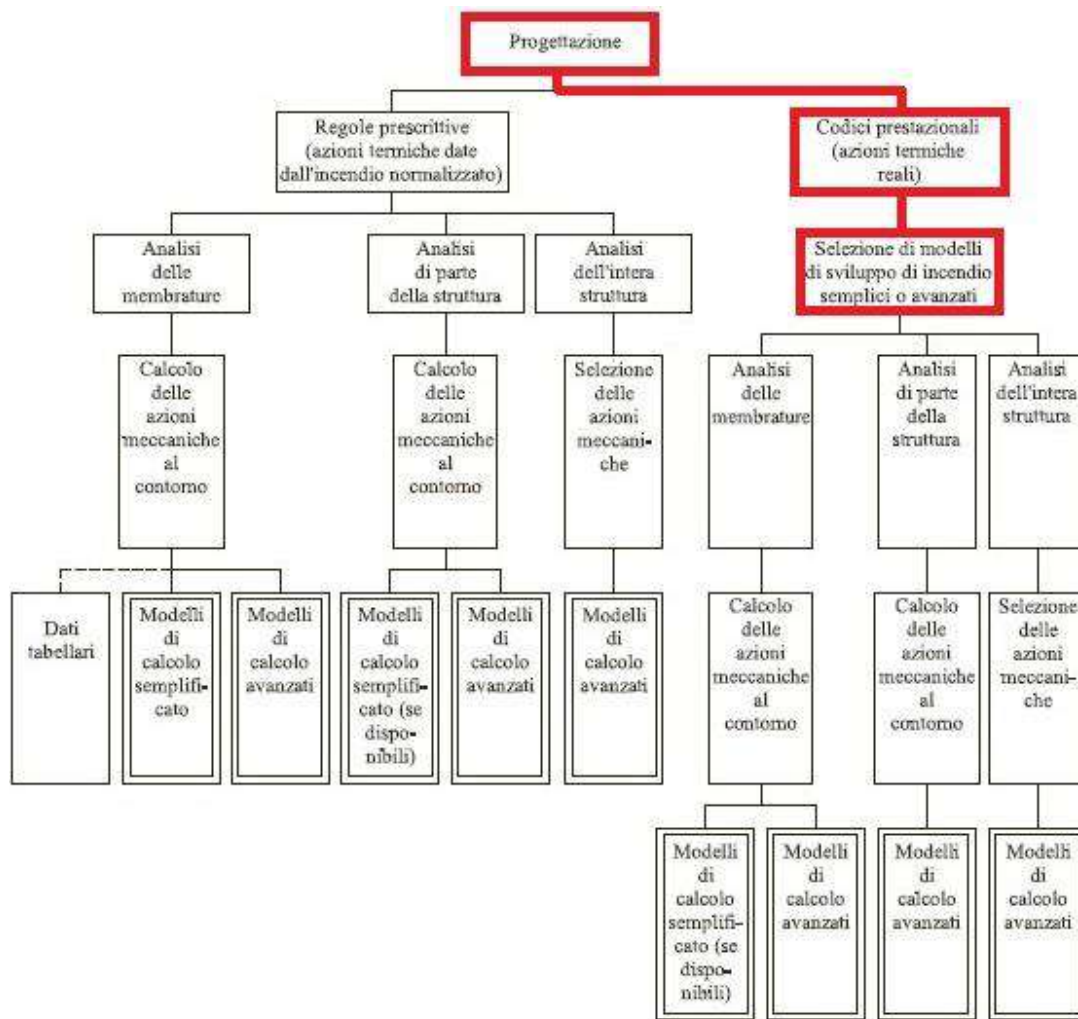 Progettazione
Regole prescrittive
(azioni termiche date
dall'incendio normalizzato)
Codici prestazionali
(azioni termiche
reali)
Analisi
delle
membrature
Analisi
di parte
della struttura
Analisi
dell'intera
struttura
Selezione di modelli
di sviluppo di incendio
semplici o avanzati
Calcolo
delle
azioni
meccaniche
al
contorno
Calcolo
delle
azioni
meccaniche
al
contorno
Selezione
delle
azioni
meccani-
che
Analisi
delle
membrature
Analisi
di parte
della
struttura
Analisi
dell'intera
struttura
Dati
tabellari
Modelli
di
calcolo
semplifi-
cato
Modelli
di
calcolo
avanzati
Modelli
di
calcolo
semplifi-
cato (se
dispo-
nibili)
Modelli
di
calcolo
avanzati
Modelli
di
calcolo
avanzati
Calcolo
delle
azioni
meccaniche
al
contorno
Calcolo
delle
azioni
meccaniche
al
contorno
Selezione
delle
azioni
meccani-
che
Modelli
di
calcolo
semplifi-
cato (se
dispo-
nibili)
Modelli
di
calcolo
avanzati
Modelli
di
calcolo
avanzati
Modelli
di
calcolo
avanzati